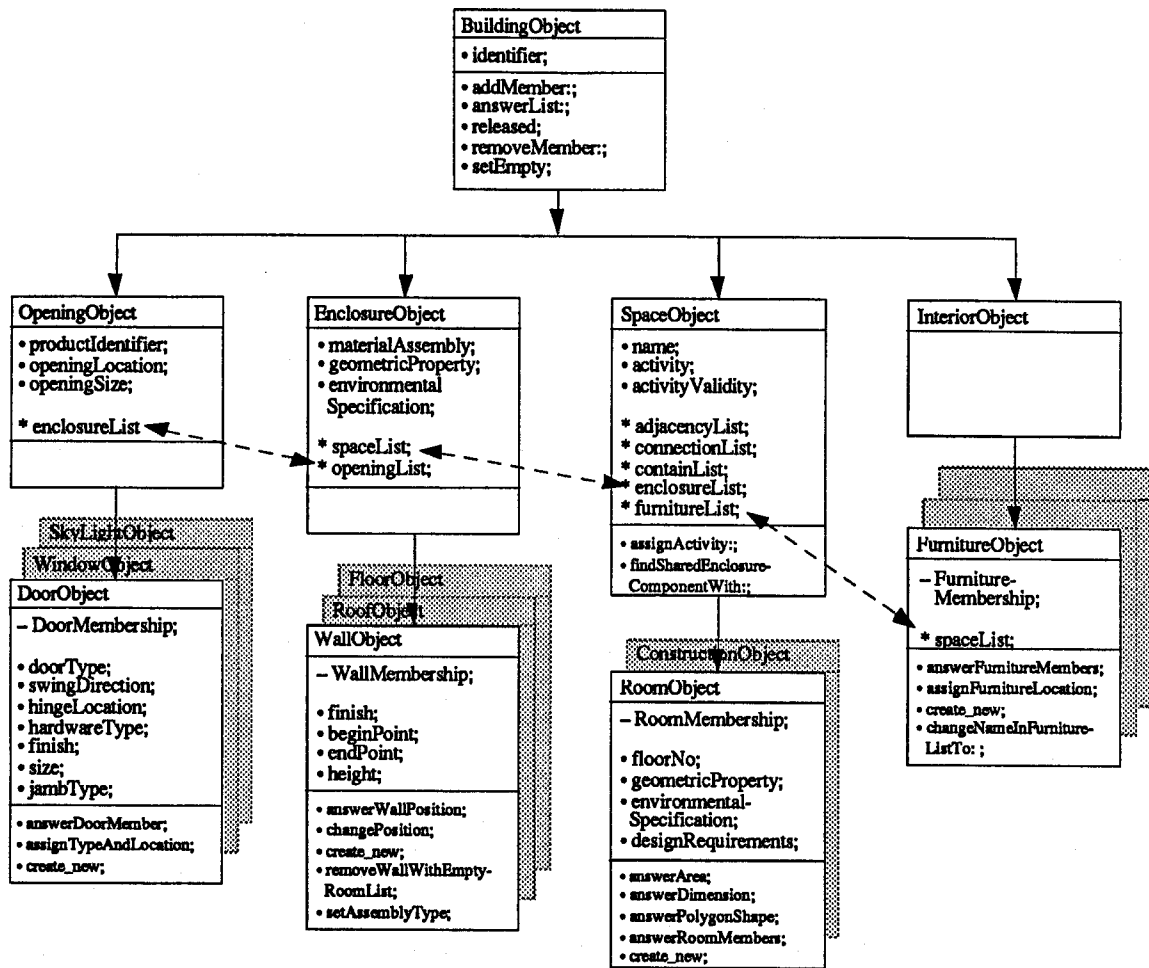 BuildingObject
• identifier;
• addMember:;
• answerList:;
• released;
• removeMember:;
• setEmpty;
OpeningObject
• productIdentifier;
• openingLocation;
• openingSize;
* enclosureList
EnclosureObject
• materialAssembly;
• geometricProperty;
• environmental
Specification;
* spaceList;
* openingList;
SpaceObject
• name;
• activity;
• activityValidity;
* adjacencyList;
* connectionList;
* containList;
* enclosureList;
* furnitureList;
• assignActivity:;
• findSharedEnclosure-
ComponentWith:;
InteriorObject
SkyLightObject
WindowObject
DoorObject
– DoorMembership;
• doorType;
• swingDirection;
• hingeLocation;
• hardwareType;
• finish;
• size;
• jambType;
• answerDoorMember;
• assignTypeAndLocation;
• create_new;
FloorObject
RoofObject
WallObject
– WallMembership;
• finish;
• beginPoint;
• endPoint;
• height;
• answerWallPosition;
• changePosition;
• create_new;
• removeWallWithEmpty-
RoomList;
• setAssemblyType;
ConstructionObject
RoomObject
– RoomMembership;
• floorNo;
• geometricProperty;
• environmental-
Specification;
• designRequirements;
• answerArea;
• answerDimension;
• answerPolygonShape;
• answerRoomMembers;
• create_new;
FurnitureObject
– Furniture-
Membership;
* spaceList;
• answerFurnitureMembers;
• assignFurnitureLocation;
• create_new;
• changeNameInFurniture-
ListTo: ;